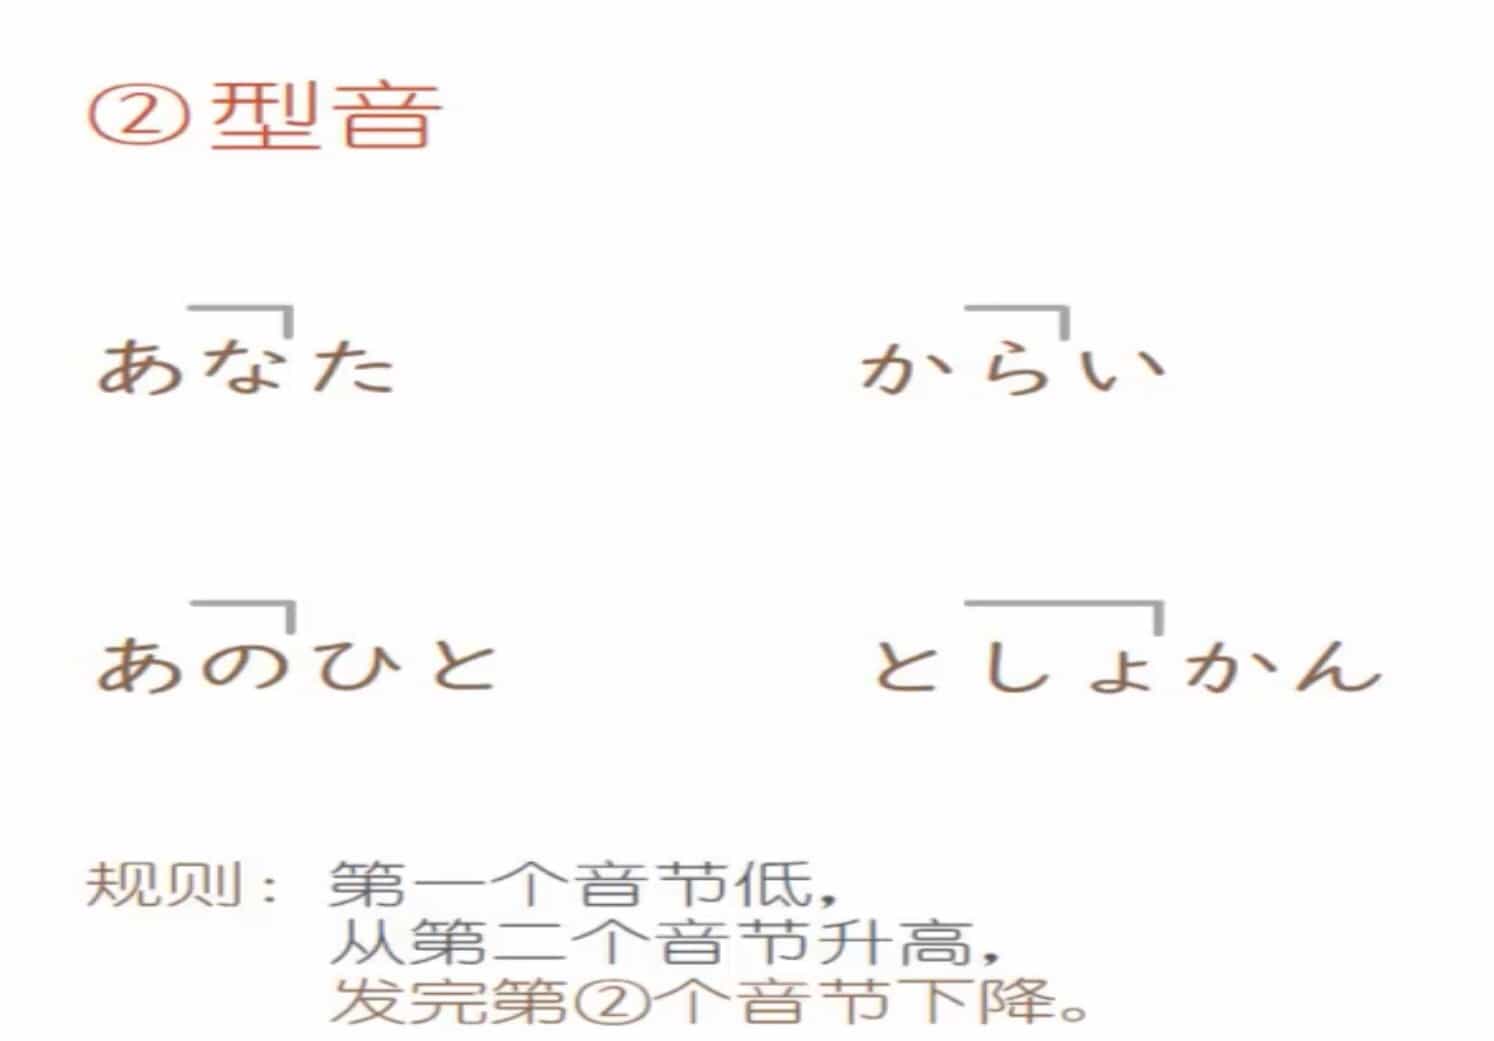 ②型音
あなた からい
あのひと としょかん
规则：第一个音节低，
从第二个音节升高，
发完第②个音节下降。